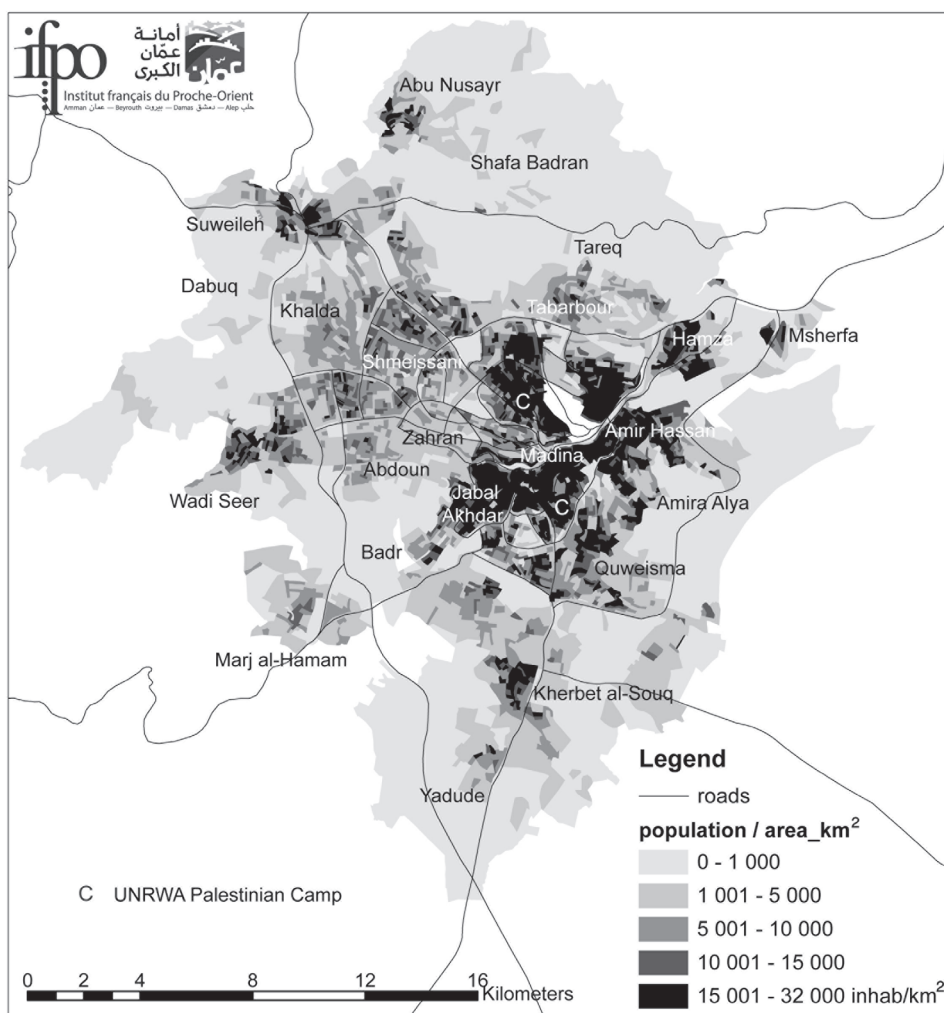 ifpo
أمانة
عمّان
الكبرى
عمان
Institut français du Proche-Orient
Amman عمان — Beyrouth بيروت — Damas دمشق — Alep حلب
Abu Nusayr
Shafa Badran
Suweileh
Tareq
Dabuq
Khalda
Tabarbour
Hamza
Msherfa
Shmeissani
C
Zahran
Amir Hassan
Madina
Abdoun
Wadi Seer
Jabal
Akhdar
C
Amira Alya
Badr
Quweisma
Marj al-Hamam
Kherbet al-Souq
Yadude
Legend
roads
population / area_km²
0 - 1 000
1 001 - 5 000
5 001 - 10 000
10 001 - 15 000
15 001 - 32 000 inhab/km²
C UNRWA Palestinian Camp
0 2 4 8 12 16
Kilometers